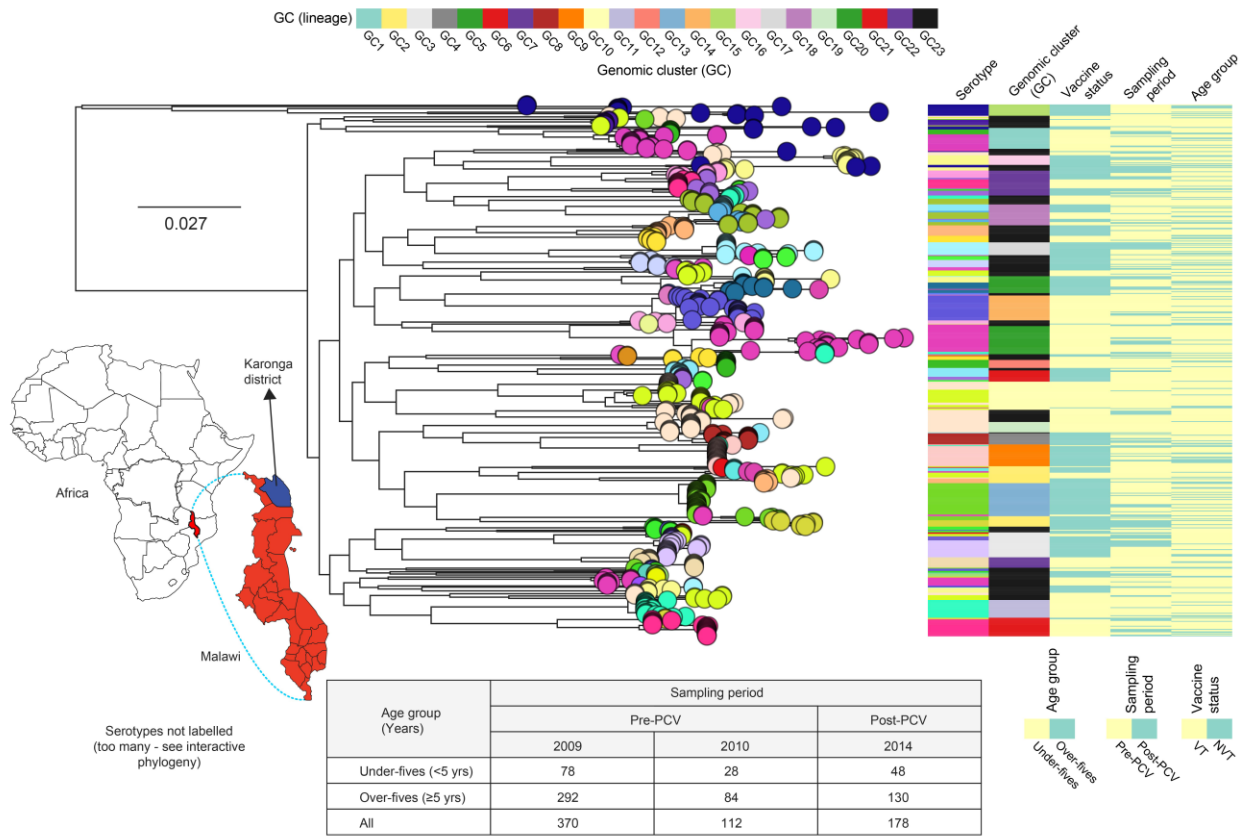 GC (lineage)
GC1
GC2
GC3
GC4
GC5
GC6
GC7
GC8
GC9
GC10
GC11
GC12
GC13
GC14
GC15
GC16
GC17
GC18
GC19
GC20
GC21
GC22
GC23
Genomic cluster (GC)
Serotype
Genomic cluster
(GC)
Vaccine
status
Sampling
period
Age group
0.027
Karonga
district
Africa
Malawi
Serotypes not labelled
(too many - see interactive
phylogeny)
Age group
(Years)
Sampling period
Pre-PCV
Post-PCV
2009
2010
2014
Under-fives (<5 yrs)
78
28
48
Over-fives (≥5 yrs)
292
84
130
All
370
112
178
Age group
Under-fives
Over-fives
Sampling
period
Pre-PCV
Post-PCV
Vaccine
status
VT
NVT